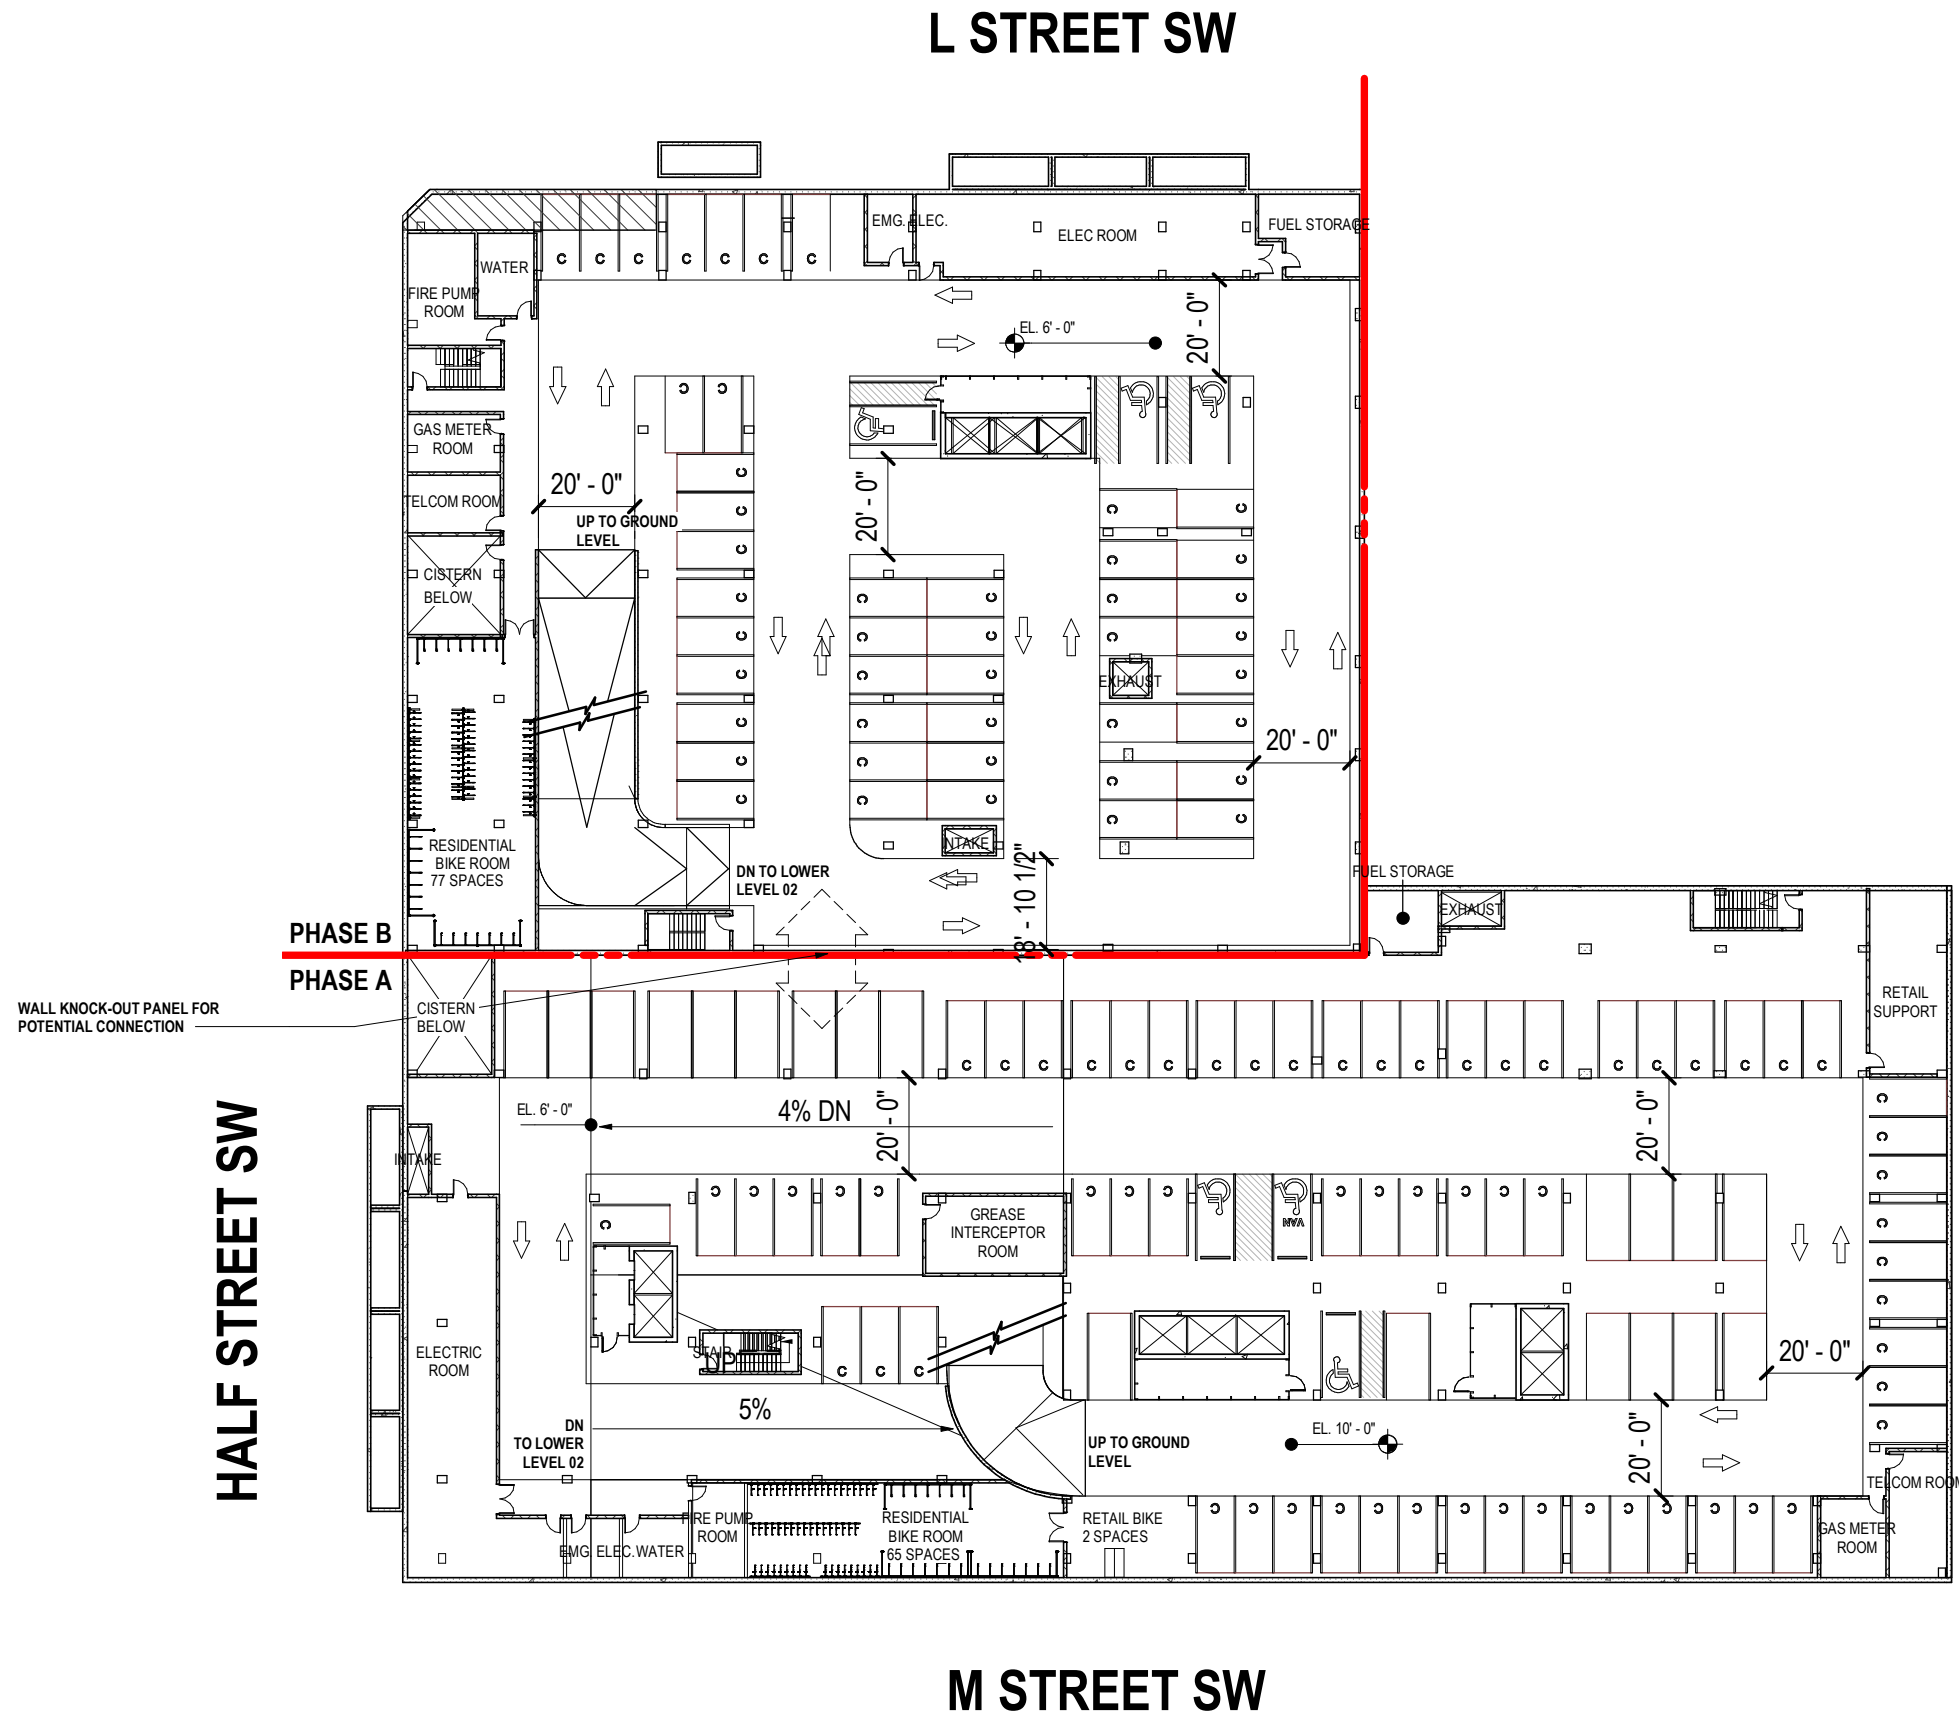 L STREET SW
EMG. ELEC.
ELEC ROOM
FUEL STORAGE
C C C C C C C
WATER
FIRE PUMP
ROOM
EL. 6' - 0"
20' - 0"
C C
GAS METER
ROOM
TELCOM ROOM
20' - 0"
20' - 0"
UP TO GROUND
LEVEL
CISTERN
BELOW
C
C
C
C
C
C
C
C
C
C C
C C
C C
C C
C C
C C
C C
C C
C C
C C
C
EXHAUST
C C
C C
C C
20' - 0"
RESIDENTIAL
BIKE ROOM
77 SPACES
INTAKE
DN TO LOWER
LEVEL 02
18' - 10 1/2"
FUEL STORAGE
EXHAUST
PHASE B
PHASE A
WALL KNOCK-OUT PANEL FOR
POTENTIAL CONNECTION
CISTERN
BELOW
RETAIL
SUPPORT
C C C C C C C C C C C C C C C C C C C C C
EL. 6' - 0"
4% DN
20' - 0"
20' - 0"
HALF STREET SW
INTAKE
C
C
C
C
C
C
C
C
C
C C C C C C C C C C C C C C
C
GREASE
INTERCEPTOR
ROOM
VAN
ELECTRIC
ROOM
STAIR
UP
C C C
20' - 0"
5%
DN
TO LOWER
LEVEL 02
UP TO GROUND
LEVEL
EL. 10' - 0"
20' - 0"
TELCOM ROOM
C C C C C C C C C C C C C C C
FIRE PUMP
ROOM
RESIDENTIAL
BIKE ROOM
65 SPACES
RETAIL BIKE
2 SPACES
GAS METER
ROOM
EMG. ELEC.
WATER
M STREET SW